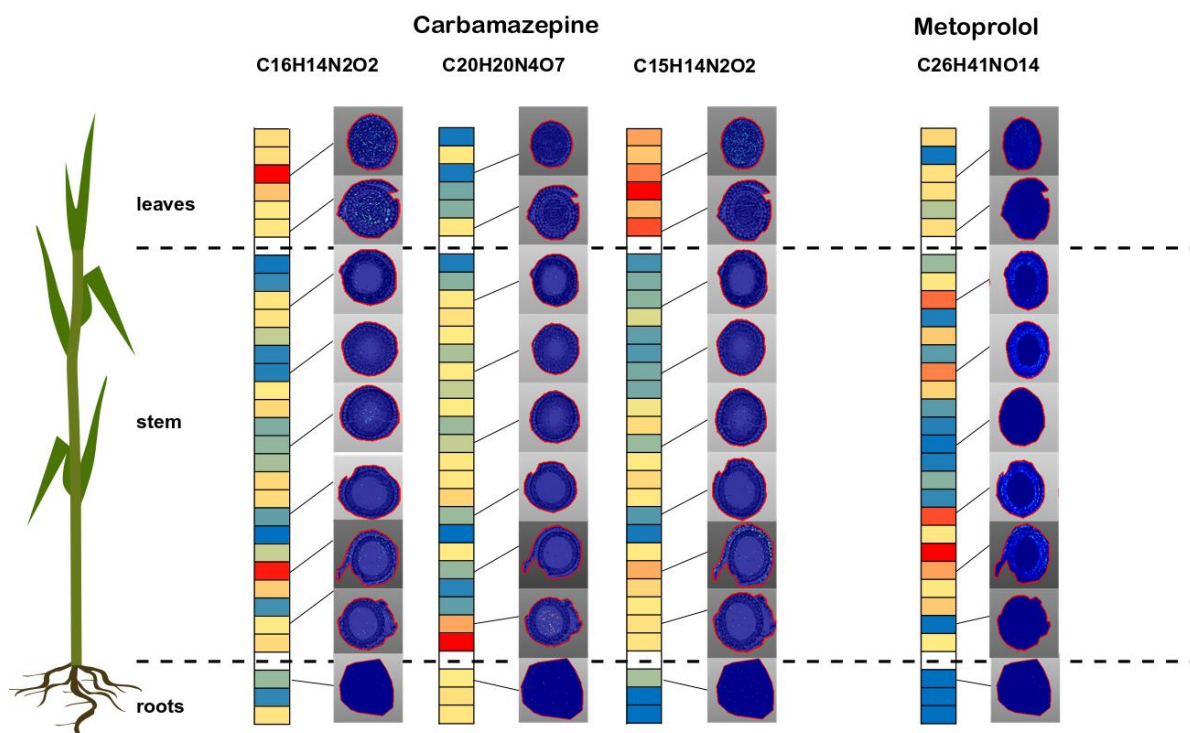 Carbamazepine
Metoprolol
C16H14N2O2
C20H20N4O7
C15H14N2O2
C26H41NO14
leaves
stem
roots